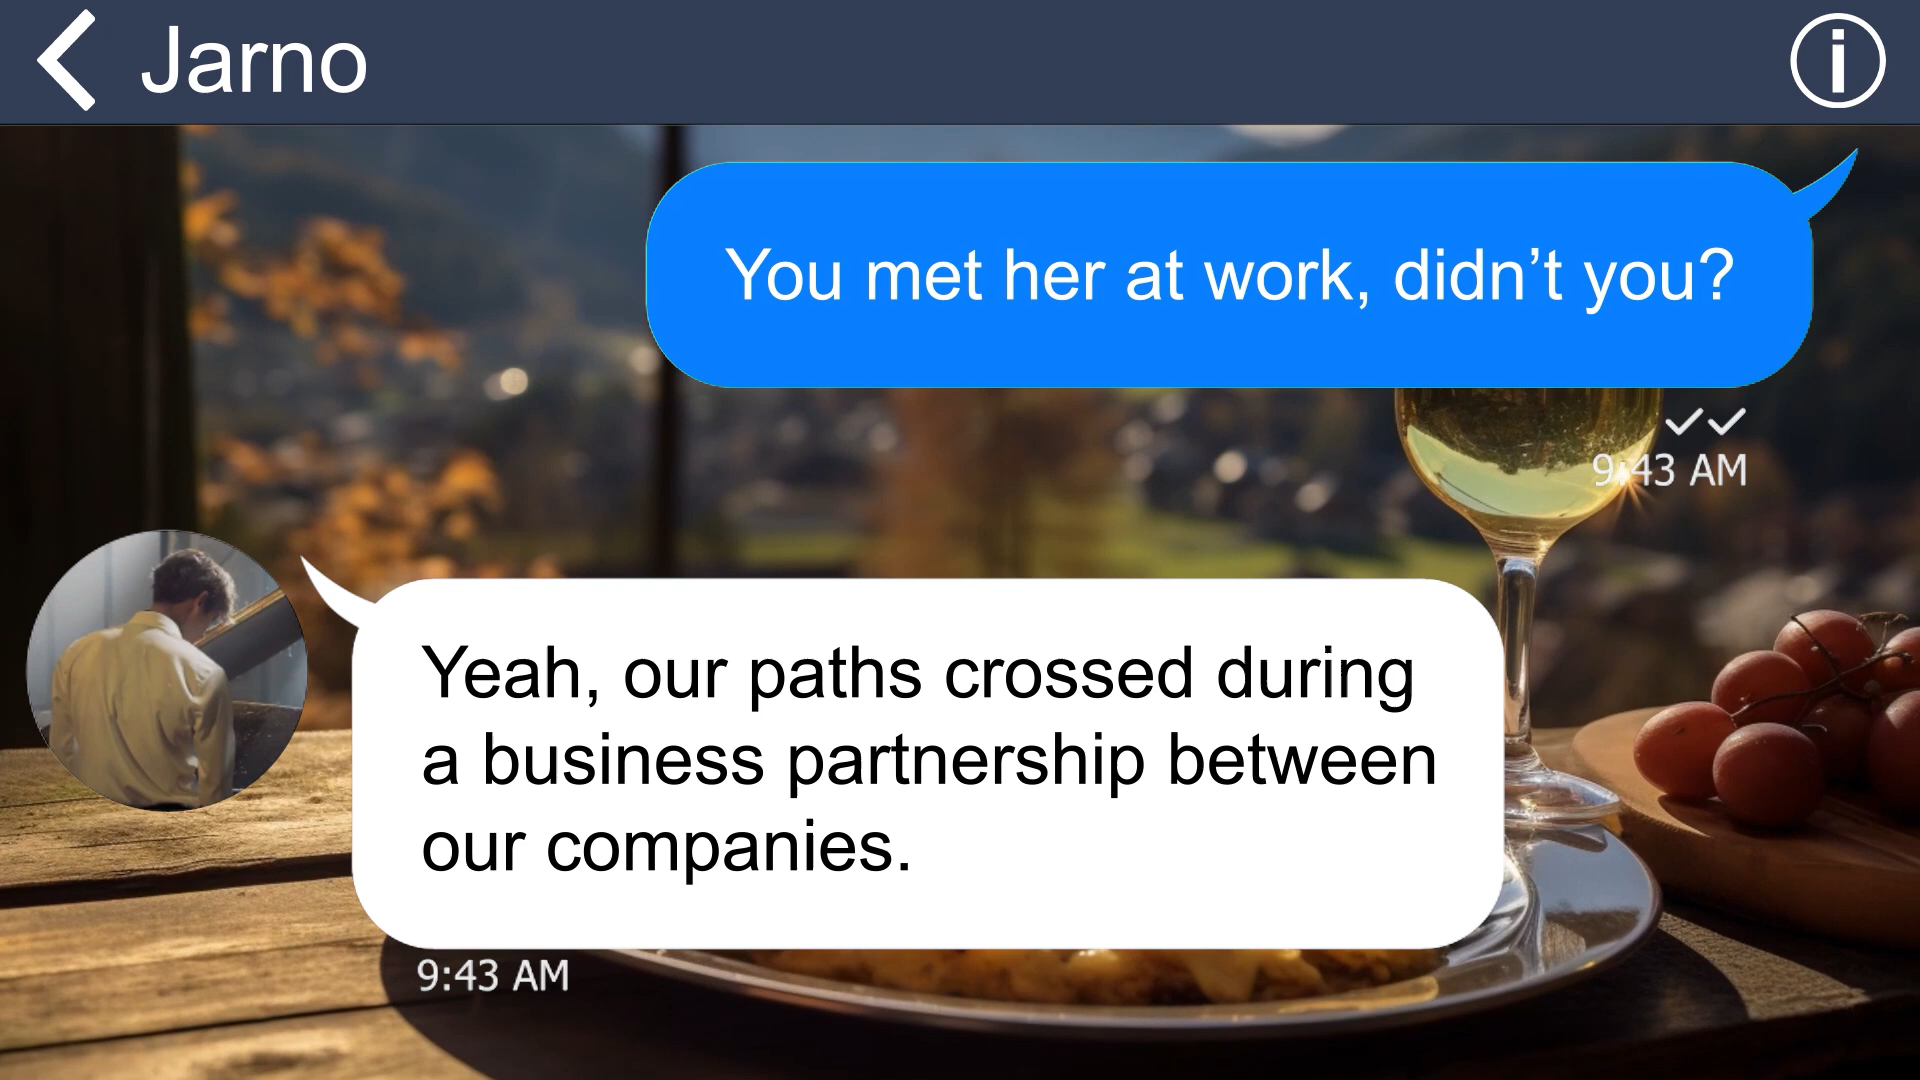 Jarno
You met her at work, didn’t you?
9:43 AM
Yeah, our paths crossed during
a business partnership between
our companies.
9:43 AM